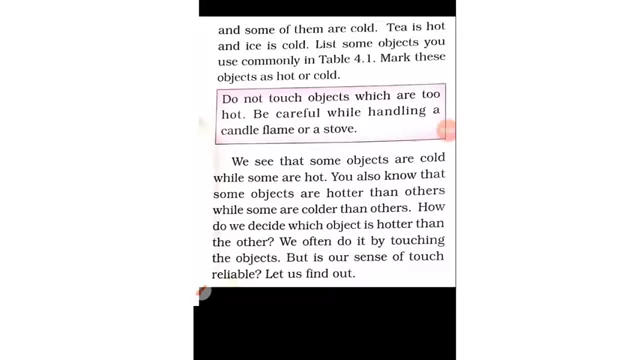 and some of them are cold. Tea is hot
and ice is cold. List some objects you
use commonly in Table 4.1. Mark these
objects as hot or cold.
Do not touch objects which are too
hot. Be careful while handling a
candle flame or a stove.
We see that some objects are cold
while some are hot. You also know that
some objects are hotter than others
while some are colder than others. How
do we decide which object is hotter than
the other? We often do it by touching
the objects. But is our sense of touch
reliable? Let us find out.